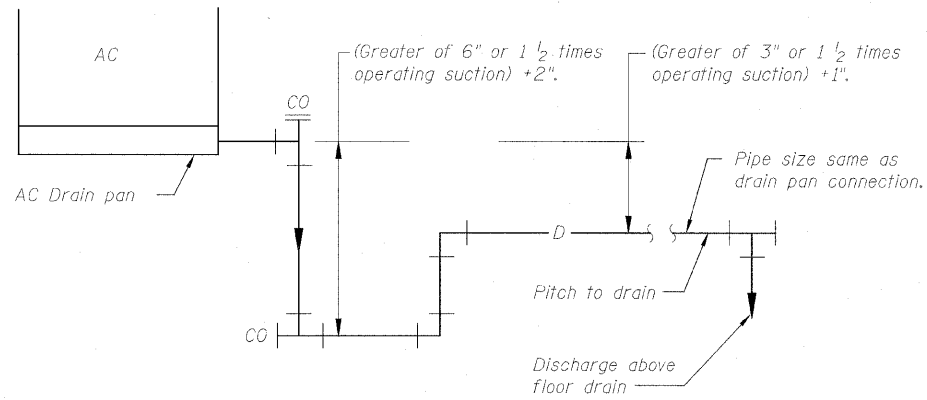 AC
(Greater of 6" or 1 1/2 times
operating suction) +2".
(Greater of 3" or 1 1/2 times
operating suction) +1".
CO
AC Drain pan
Pipe size same as
drain pan connection.
D
Pitch to drain
CO
Discharge above
floor drain